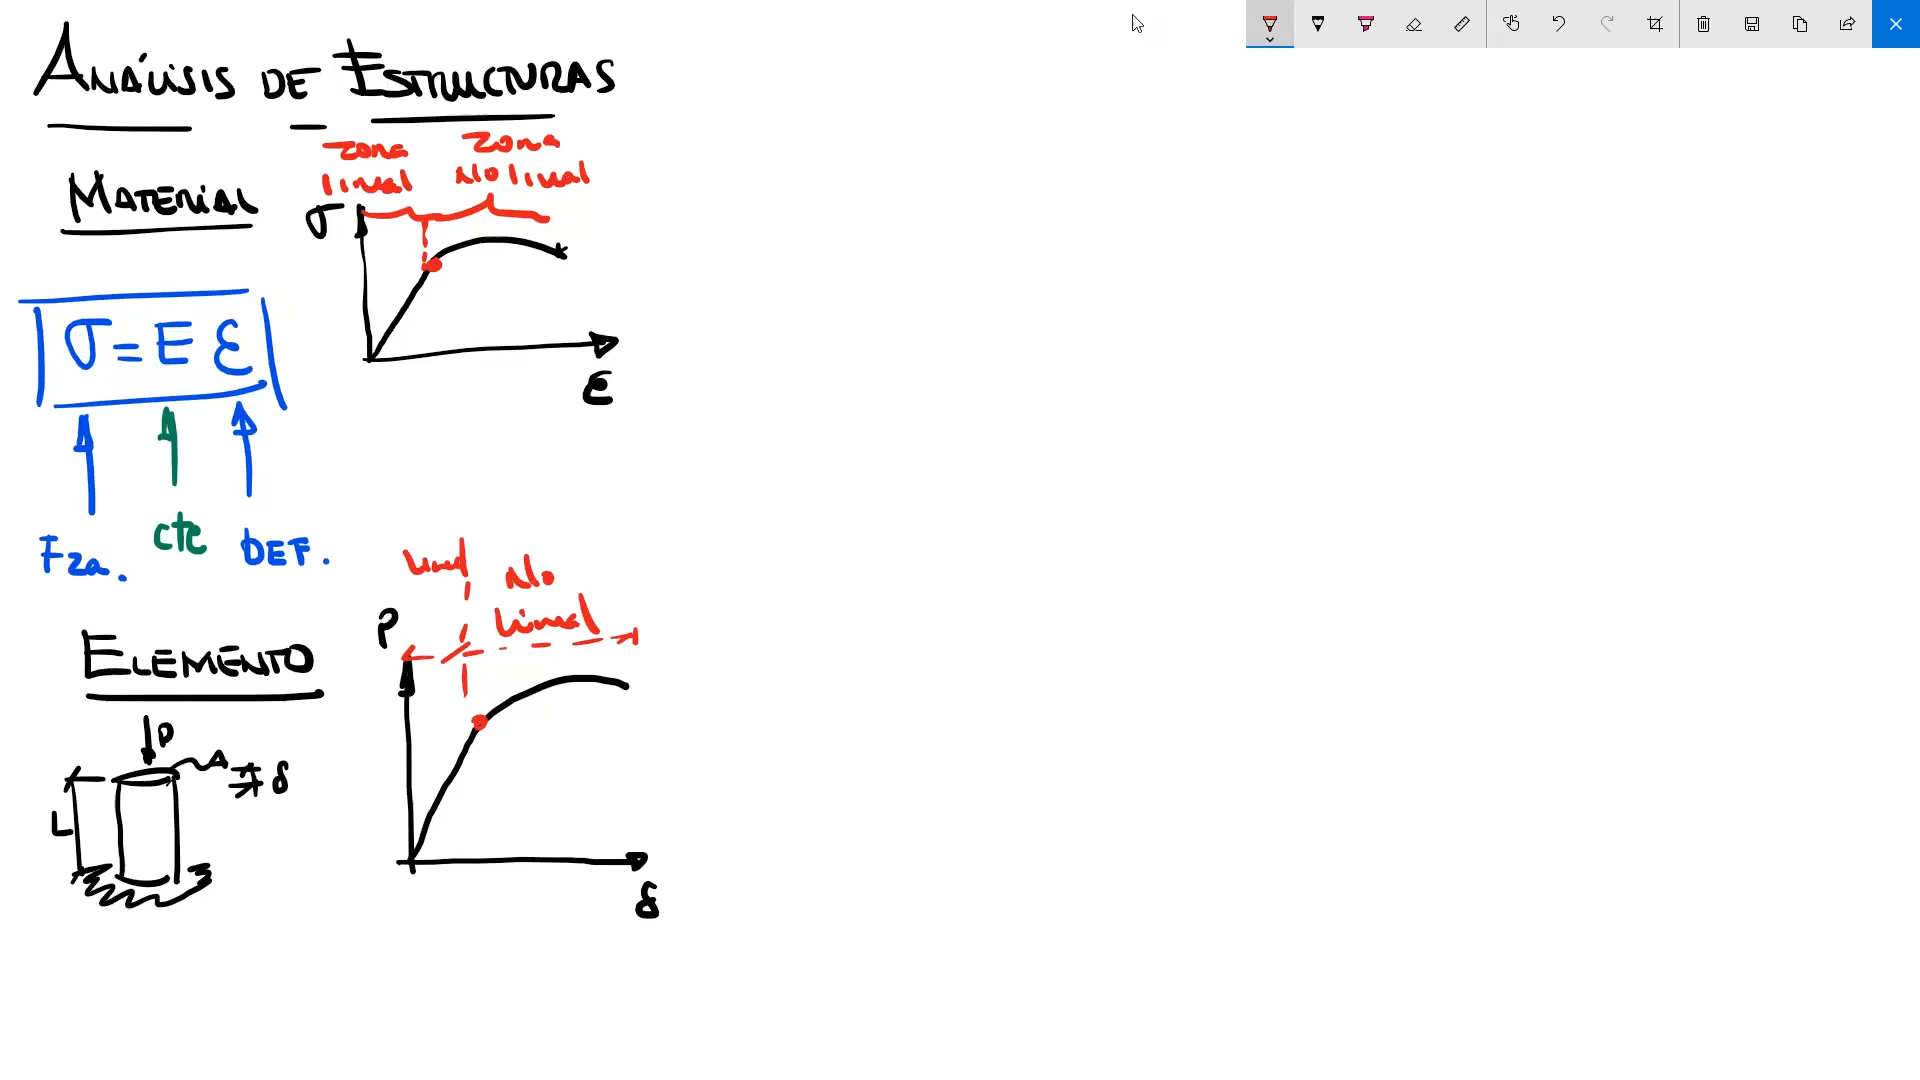 ANÁLISIS DE ESTRUCTURAS
Zona lineal
Zona No lineal
MATERIAL
σ
σ = E ε
ε
Fza.
cte
DEF.
lineal
No lineal
P
ELEMENTO
P
A
δ
L
δ